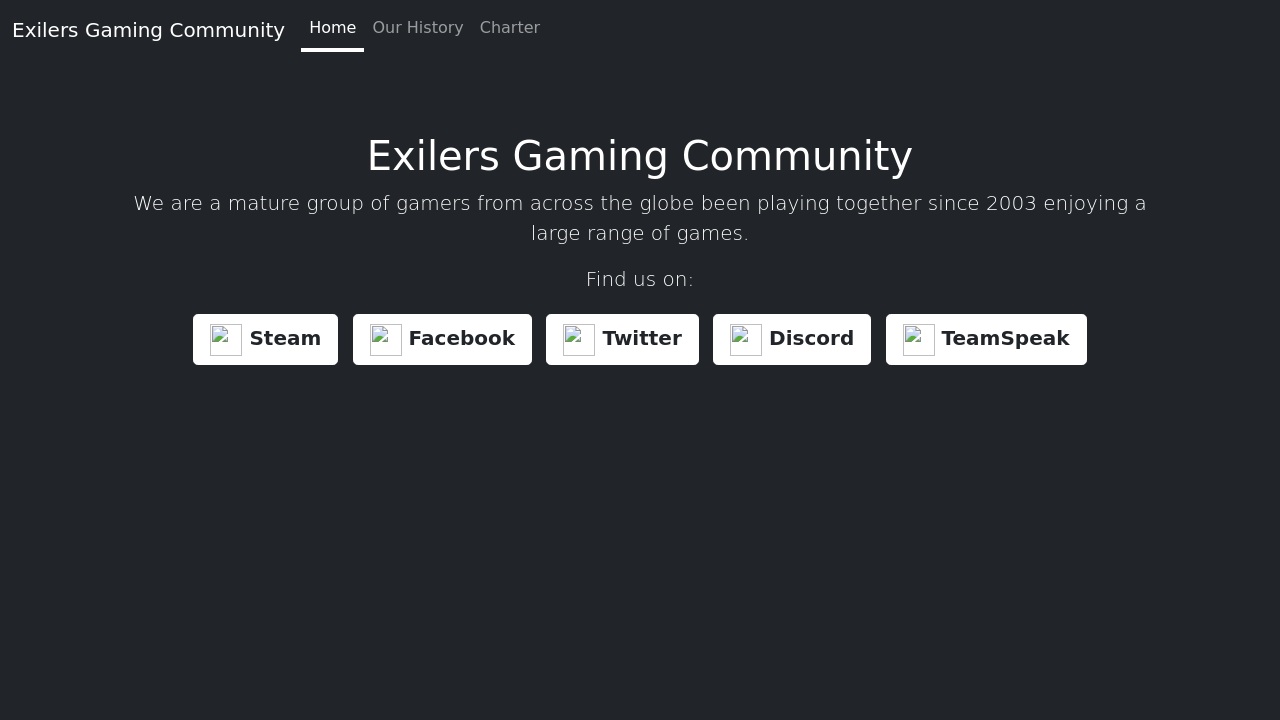 Exilers Gaming Community Home Our History Charter
Exilers Gaming Community
We are a mature group of gamers from across the globe been playing together since 2003 enjoying a
large range of games.
Find us on:
Steam Facebook Twitter Discord TeamSpeak